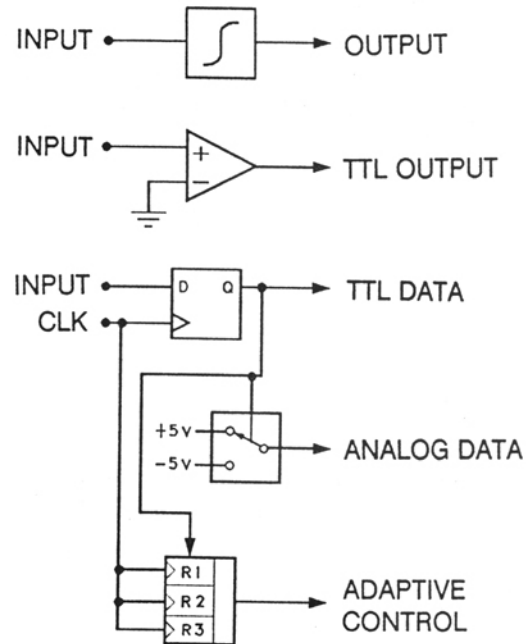 INPUT OUTPUT
INPUT + TTL OUTPUT
−
INPUT D Q TTL DATA
CLK
+5V ANALOG DATA
−5V
R1
R2 ADAPTIVE
R3 CONTROL